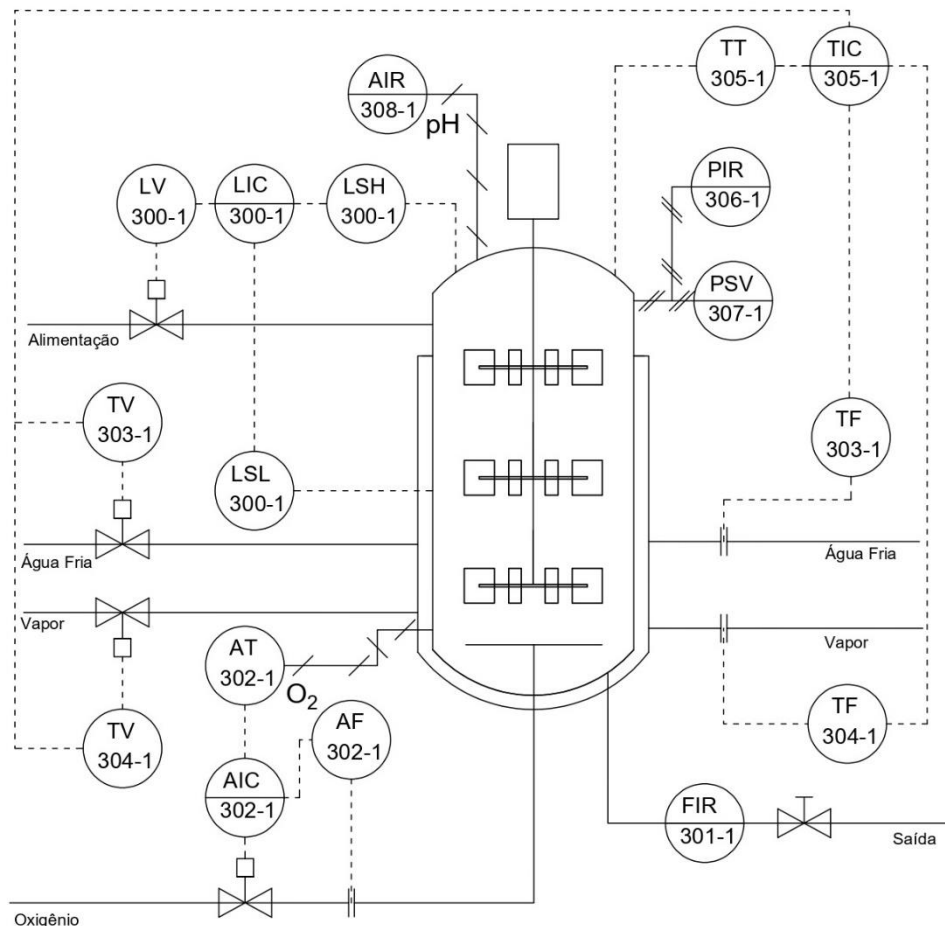 TT
305-1
TIC
305-1
AIR
308-1
pH
LV
300-1
LIC
300-1
LSH
300-1
PIR
306-1
PSV
307-1
Alimentação
TV
303-1
TF
303-1
LSL
300-1
Água Fria
Água Fria
Vapor
Vapor
AT
302-1
O₂
AF
302-1
TV
304-1
TF
304-1
AIC
302-1
FIR
301-1
Saída
Oxigênio